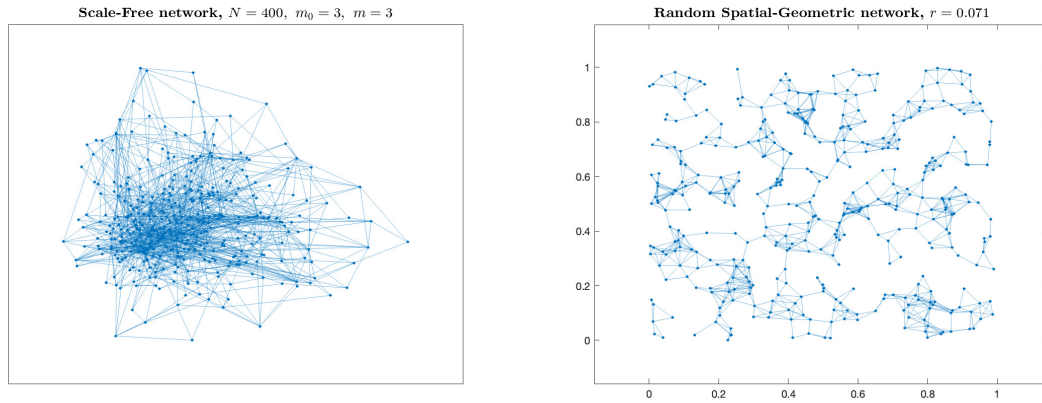 Scale-Free network, N = 400, m₀ = 3, m = 3
Random Spatial-Geometric network, r = 0.071
1
0.8
0.6
0.4
0.2
0
0 0.2 0.4 0.6 0.8 1